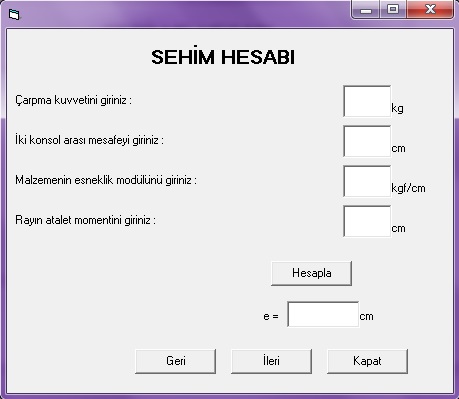 SEHİM HESABI
Çarpma kuvvetini giriniz : kg
İki konsol arası mesafeyi giriniz : cm
Malzemenin esneklik modülünü giriniz : kgf/cm
Rayın atalet momentini giriniz : cm
Hesapla
e = cm
Geri İleri Kapat